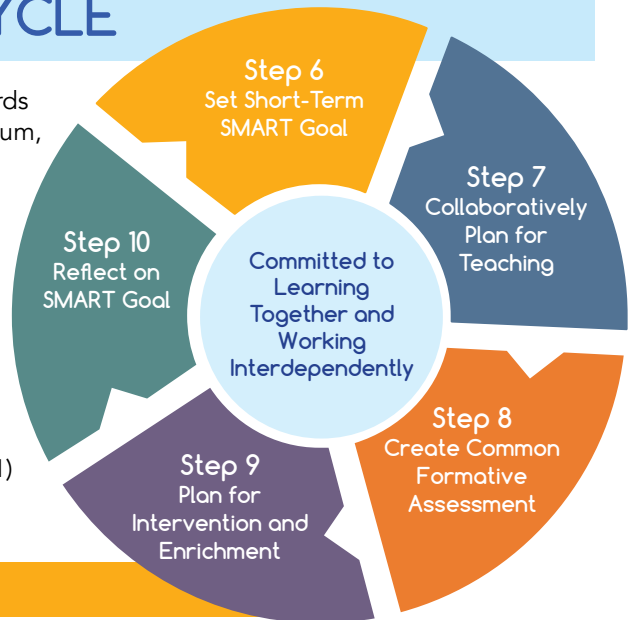 YCLE
rds
um,
1)
Step 6
Set Short-Term
SMART Goal
Step 7
Collaboratively
Plan for
Teaching
Step 8
Create Common
Formative
Assessment
Step 9
Plan for
Intervention and
Enrichment
Step 10
Reflect on
SMART Goal
Committed to
Learning
Together and
Working
Interdependently